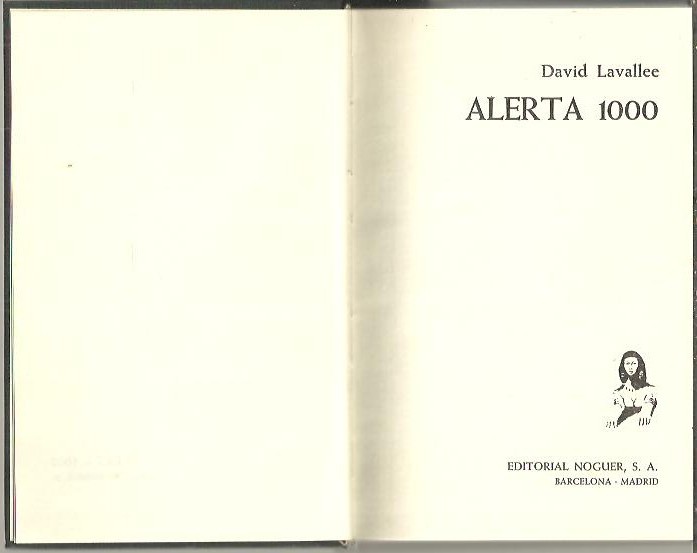 David Lavallee
ALERTA 1000
EDITORIAL NOGUER, S. A.
BARCELONA - MADRID